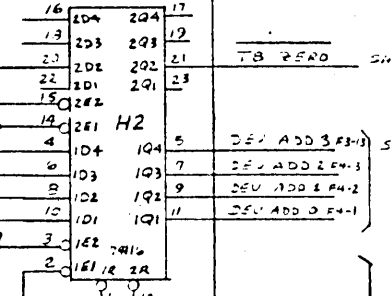 16 2D4 2Q4 17
2D3 2Q3 19
20 2D2 2Q2 21 TB ZERO
22 2D1 2Q1 23
15 2E2
14 2E1 H2
4 1D4 1Q4 5 DEV ADD 3 F3-13
6 1D3 1Q3 7 DEV ADD 2 F4-3
8 1D2 1Q2 9 DEV ADD 1 F4-2
10 1D1 1Q1 11 DEV ADD 0 F4-1
3 1E2
2 1E1 1R 2R